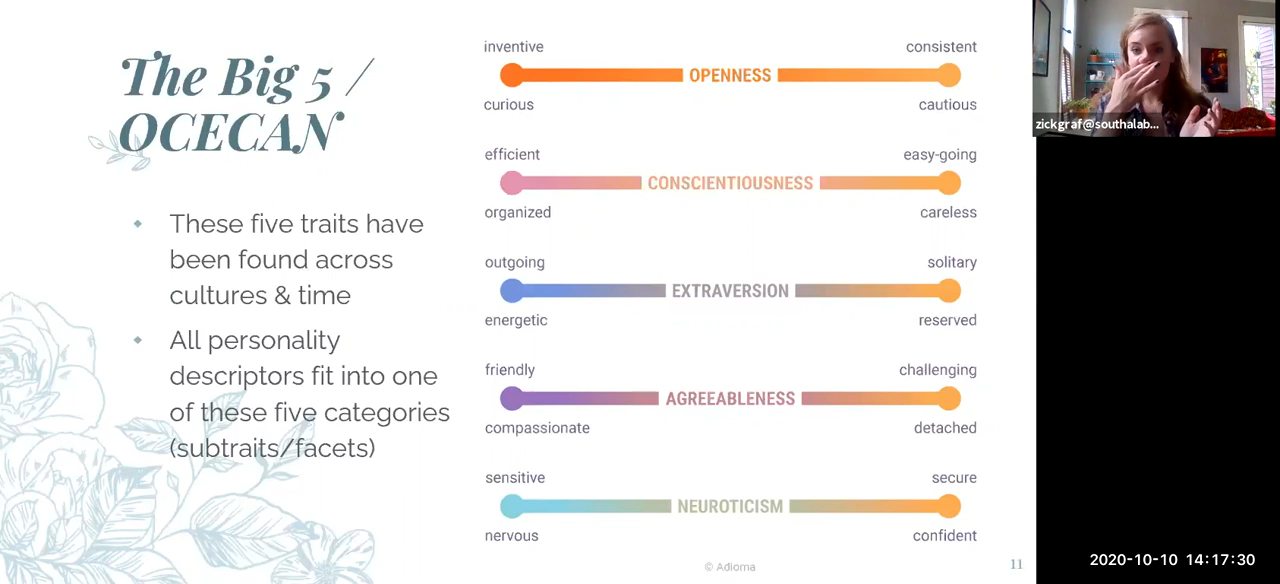 The Big 5 /
OCECAN
These five traits have
been found across
cultures & time
All personality
descriptors fit into one
of these five categories
(subtraits/facets)
inventive
consistent
OPENNESS
curious
cautious
efficient
easy-going
CONSCIENTIOUSNESS
organized
careless
outgoing
solitary
EXTRAVERSION
energetic
reserved
friendly
challenging
AGREEABLENESS
compassionate
detached
sensitive
secure
NEUROTICISM
nervous
confident
© Adioma
11
zickgraf@southalab...
2020-10-10 14:17:30